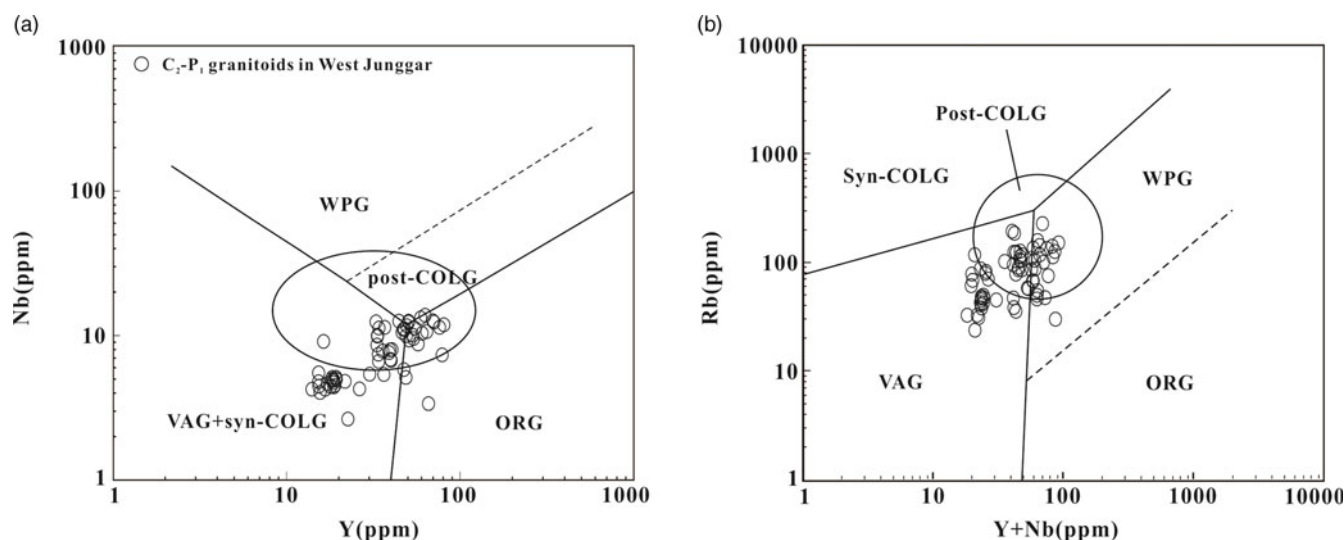 (a)
1000
C₂-P₁ granitoids in West Junggar
100
WPG
post-COLG
Nb(ppm)
10
VAG+syn-COLG
ORG
1
1
10
100
1000
Y(ppm)
(b)
10000
Post-COLG
1000
Syn-COLG
WPG
Rb(ppm)
100
10
VAG
ORG
1
1
10
100
1000
10000
Y+Nb(ppm)